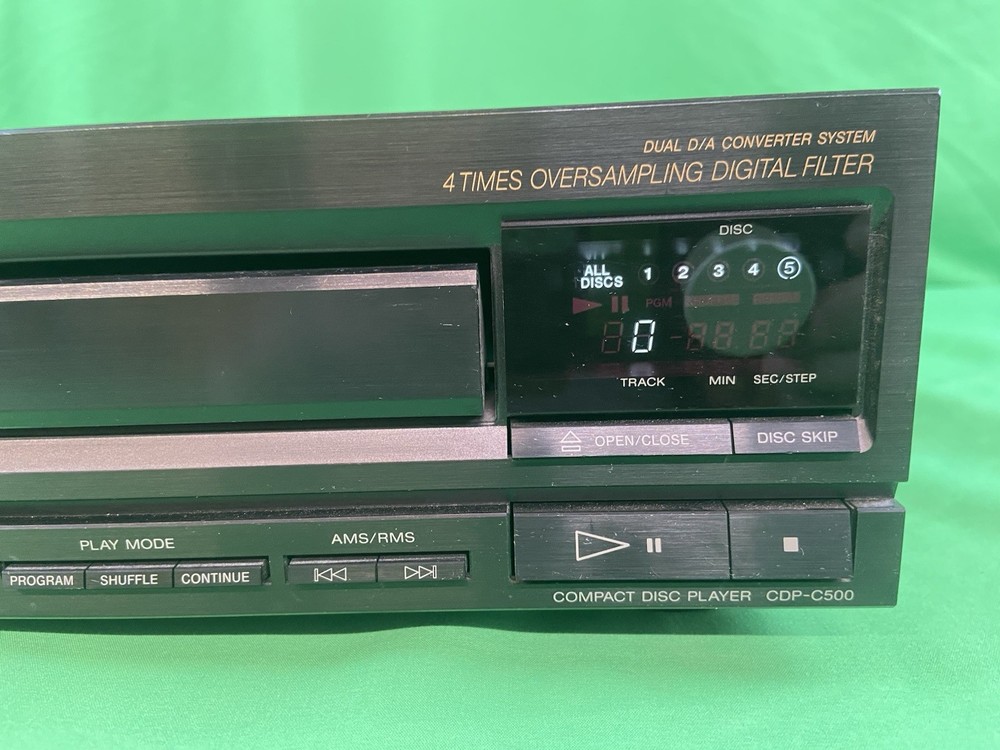 DUAL D/A CONVERTER SYSTEM
4 TIMES OVERSAMPLING DIGITAL FILTER
DISC
ALL DISCS 1 2 3 4 5
PGM
0
TRACK MIN SEC/STEP
OPEN/CLOSE DISC SKIP
PLAY MODE AMS/RMS
PROGRAM SHUFFLE CONTINUE
COMPACT DISC PLAYER CDP-C500